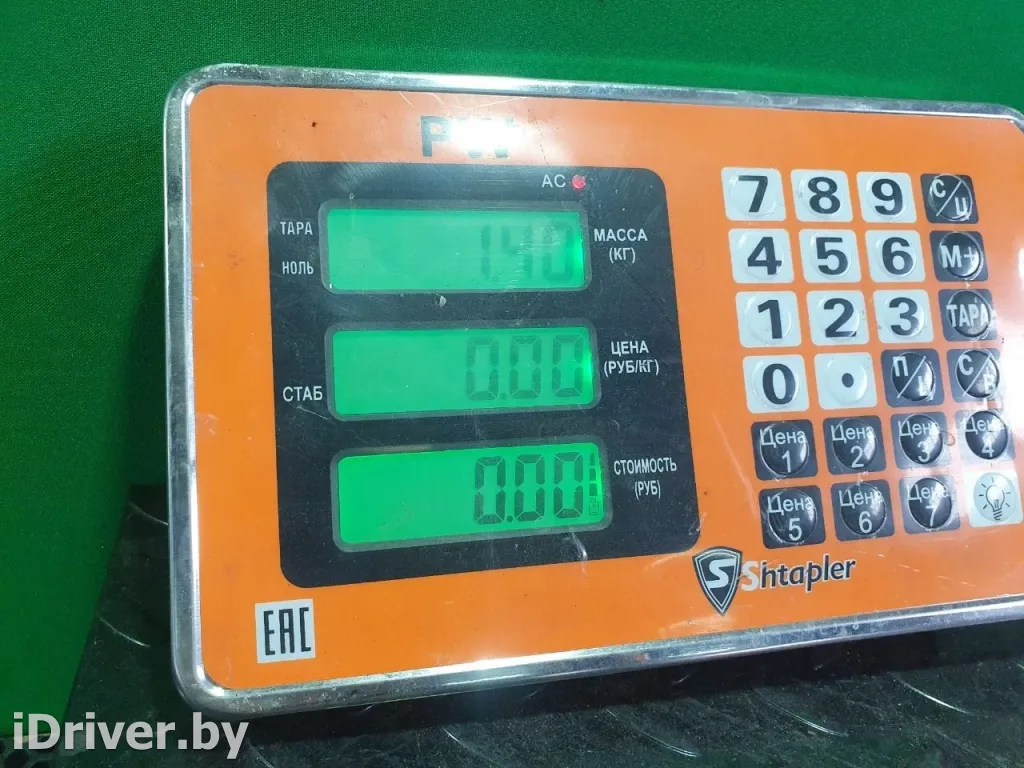 PW
AC
ТАРА
НОЛЬ
1.40
МАССА
(КГ)
СТАБ
0.00
ЦЕНА
(РУБ/КГ)
0.00
СТОИМОСТЬ
(РУБ)
7 8 9 С/Ц
4 5 6 М+
1 2 3 ТАРА
0 . П/Ц С/В
Цена 1 Цена 2 Цена 3 Цена 4
Цена 5 Цена 6 Цена 7
S Shtapler
EAC
iDriver.by